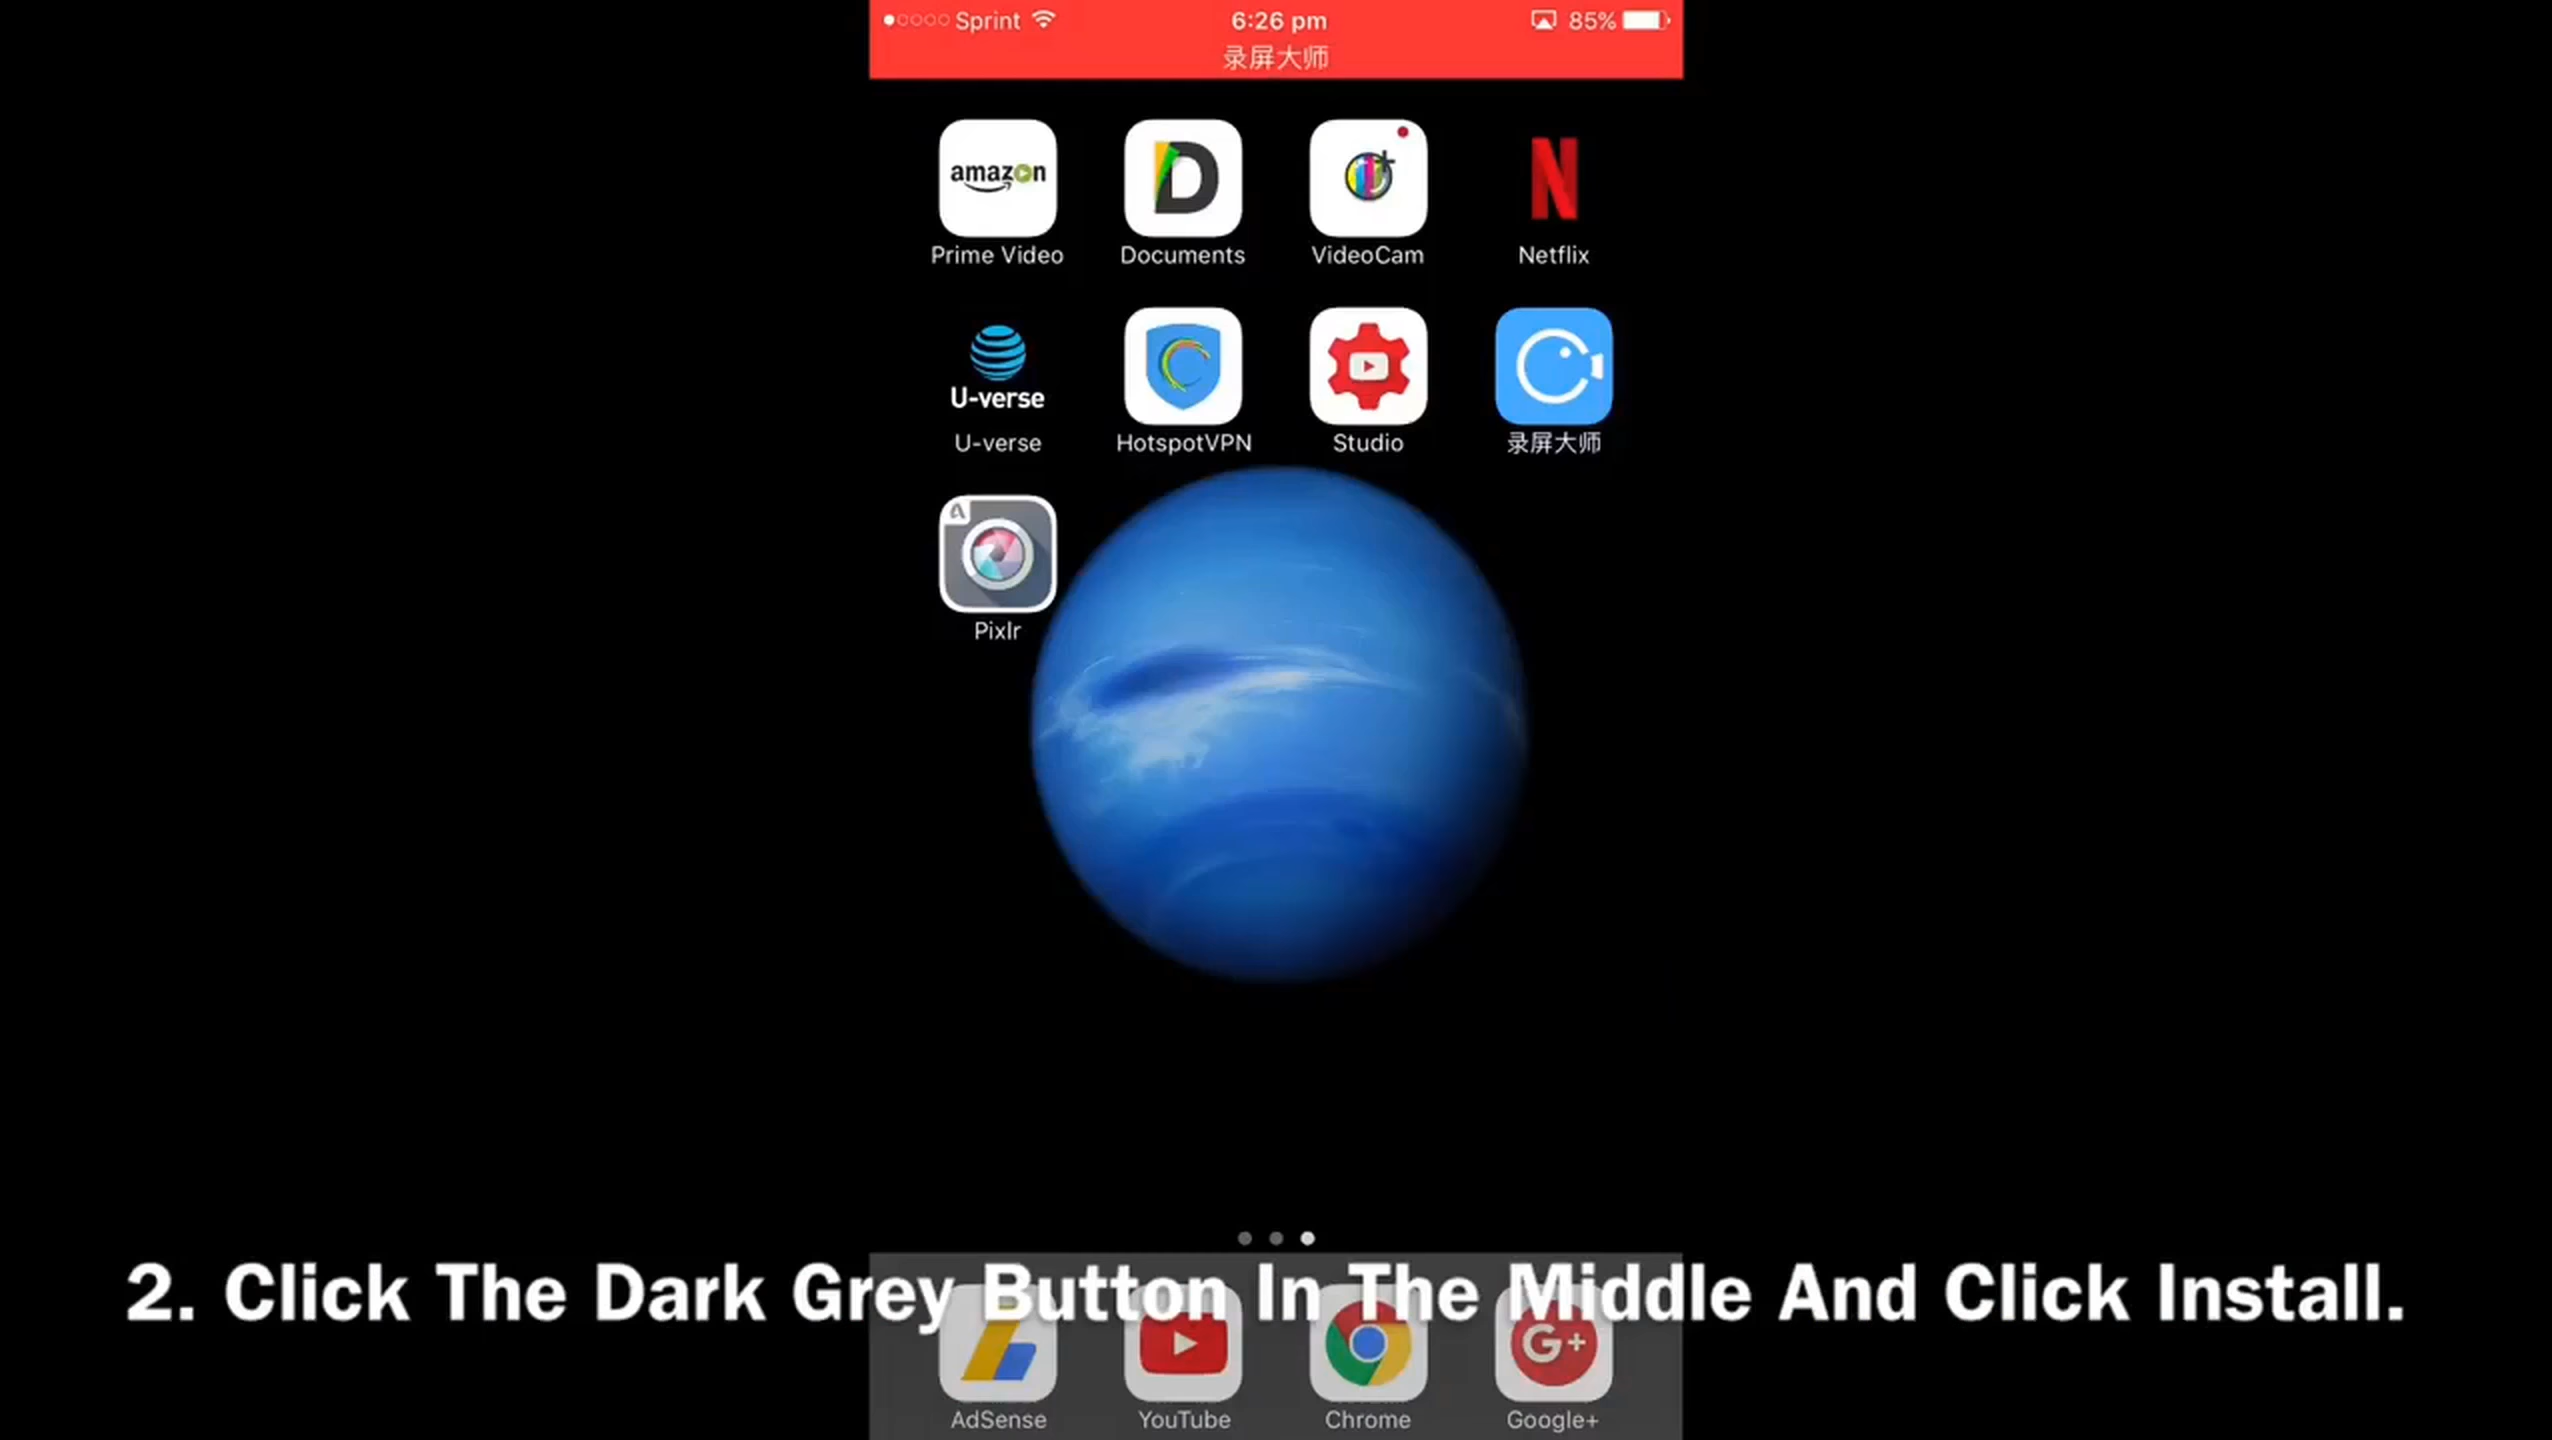 Sprint 6:26 pm 85%
录屏大师
amazon
D
N
Prime Video Documents VideoCam Netflix
U-verse
U-verse HotspotVPN Studio 录屏大师
Pixlr
2. Click The Dark Grey Button In The Middle And Click Install.
G+
AdSense YouTube Chrome Google+